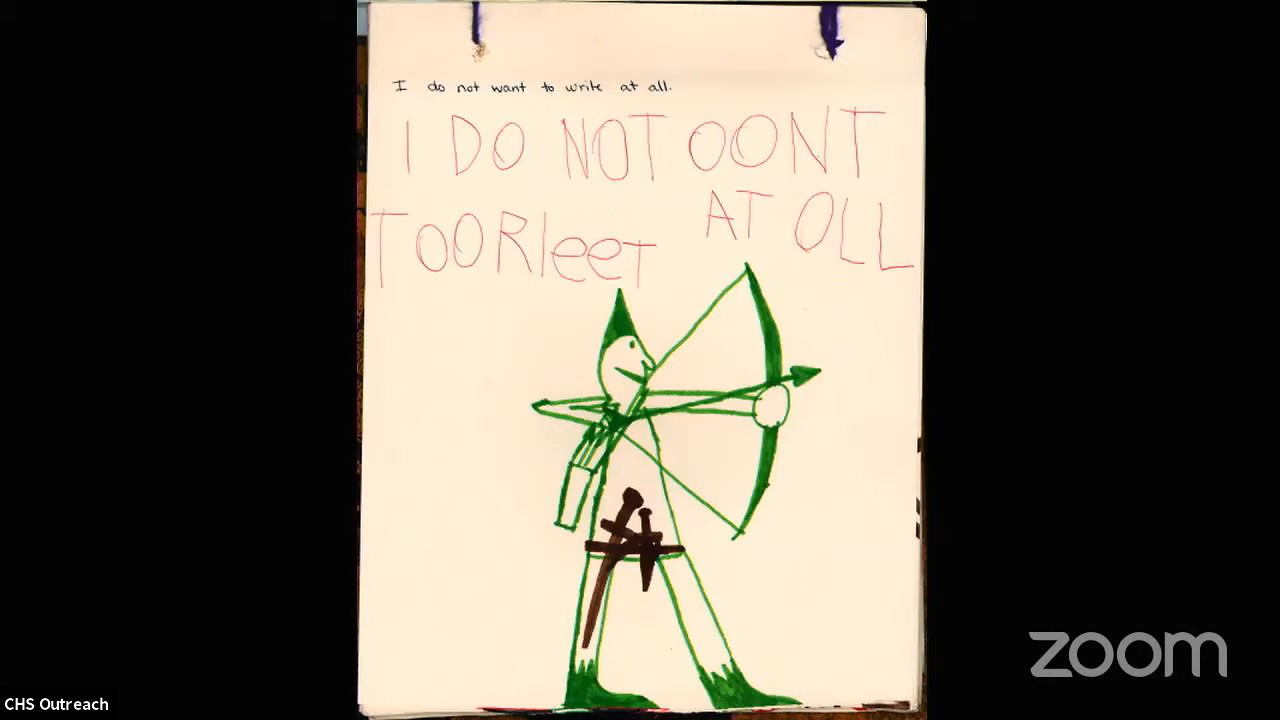 I do not want to write at all.
I DO NOT OONT
TOORleeT AT OLL
zoom
CHS Outreach